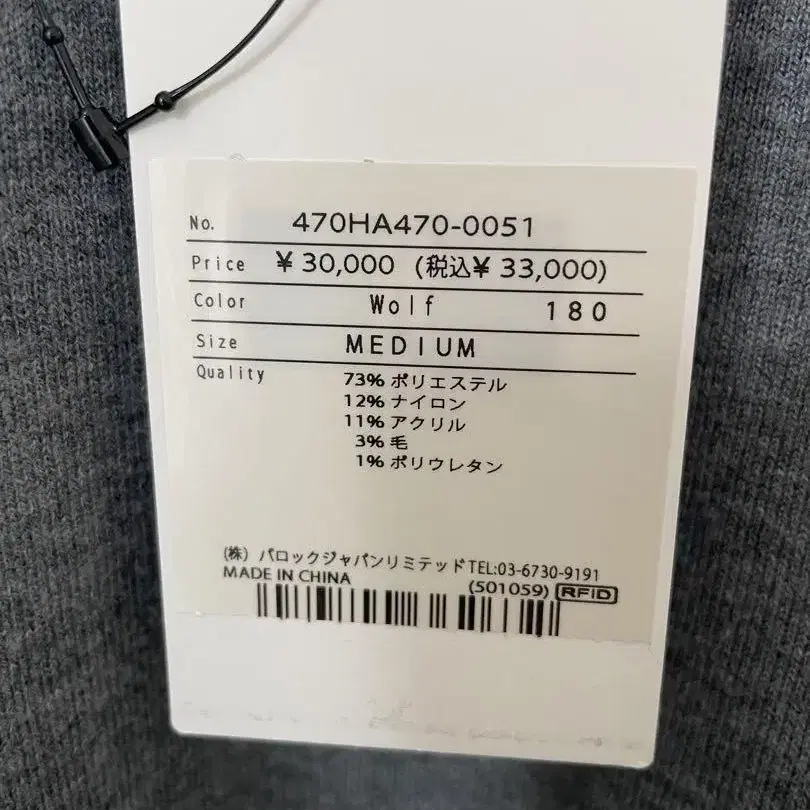 No. 470HA470-0051
Price ¥30,000 (税込¥ 33,000)
Color Wolf 180
Size MEDIUM
Quality 73% ポリエステル
12% ナイロン
11% アクリル
3% 毛
1% ポリウレタン
(株) バロックジャパンリミテッドTEL:03-6730-9191
MADE IN CHINA (501059) RFID